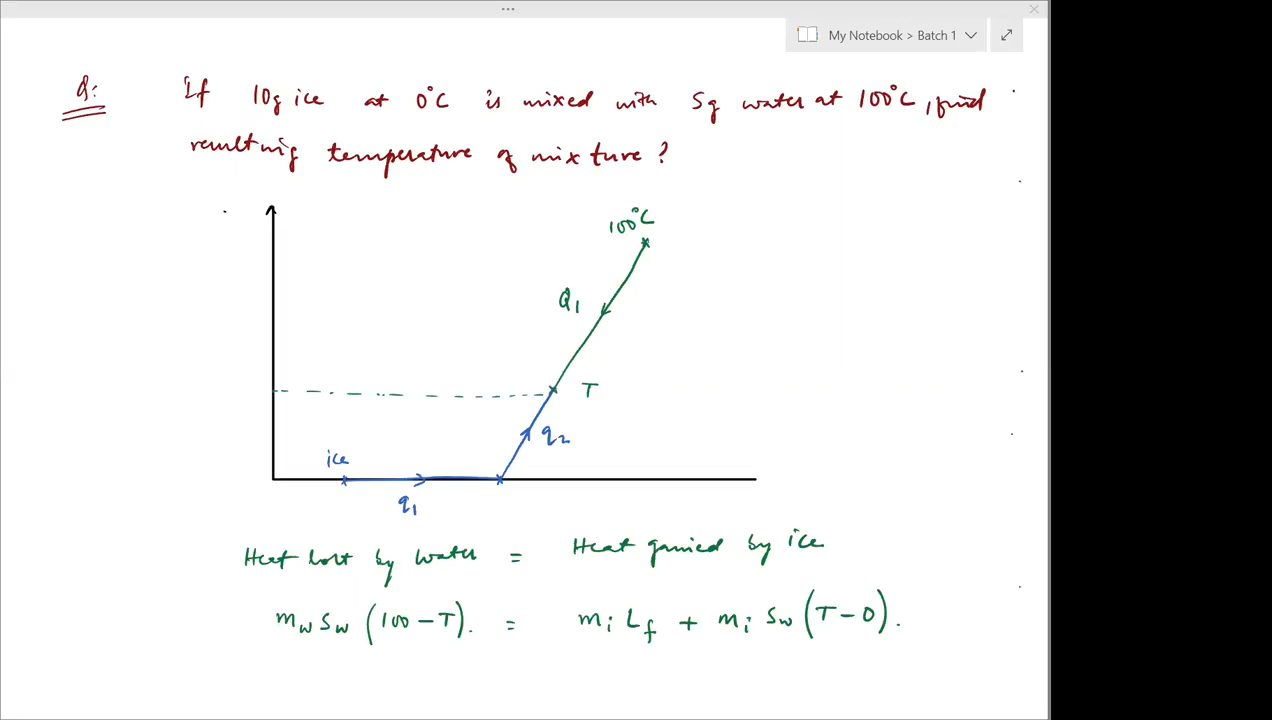 My Notebook > Batch 1
Q: If 10g ice at 0°C is mixed with 5g water at 100°C, find
resulting temperature of mixture?
100°C
Q1
T
q2
ice
q1
Heat lost by water = Heat gained by ice
mw Sw (100 - T). = mi Lf + mi Sw (T - 0).